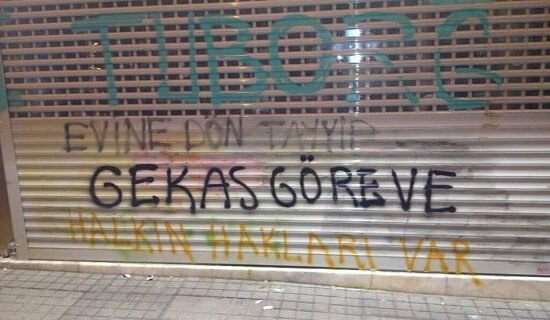 TUBORG
EVINE DÖN TAYYIP
GEKAS GÖREVE
HALKIN HAKLARI VAR